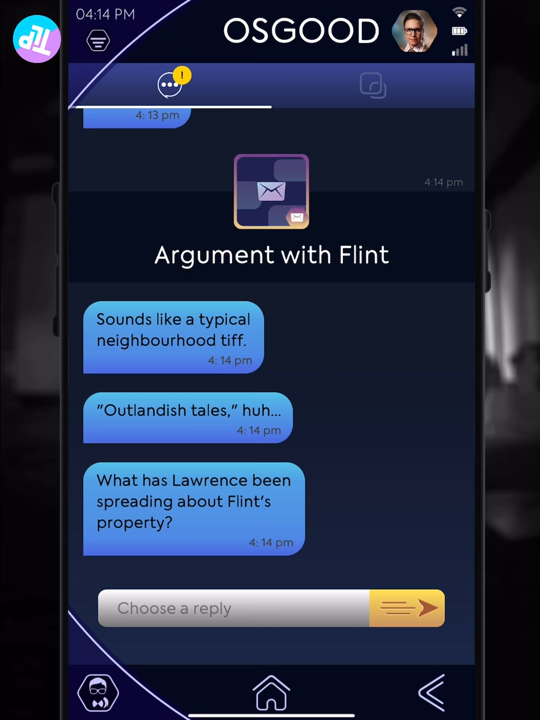 04:14 PM
OSGOOD
TLP
!
4:13 pm
4:14 pm
Argument with Flint
Sounds like a typical
neighbourhood tiff.
4:14 pm
"Outlandish tales," huh...
4:14 pm
What has Lawrence been
spreading about Flint's
property?
4:14 pm
Choose a reply